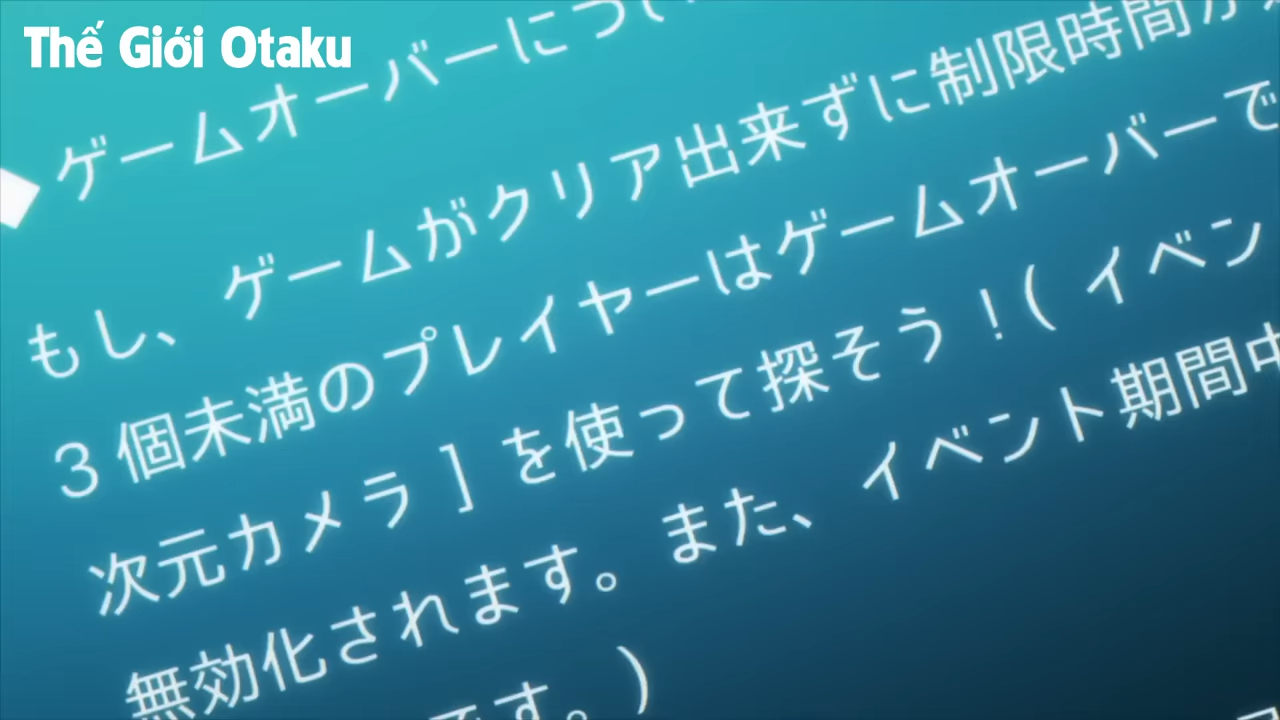 Thế Giới Otaku
◆ ゲームオーバーについ
もし、ゲームがクリア出来ずに制限時間が
3個未満のプレイヤーはゲームオーバーで
次元カメラ］を使って探そう！( イベン
無効化されます。また、イベント期間中
です。)